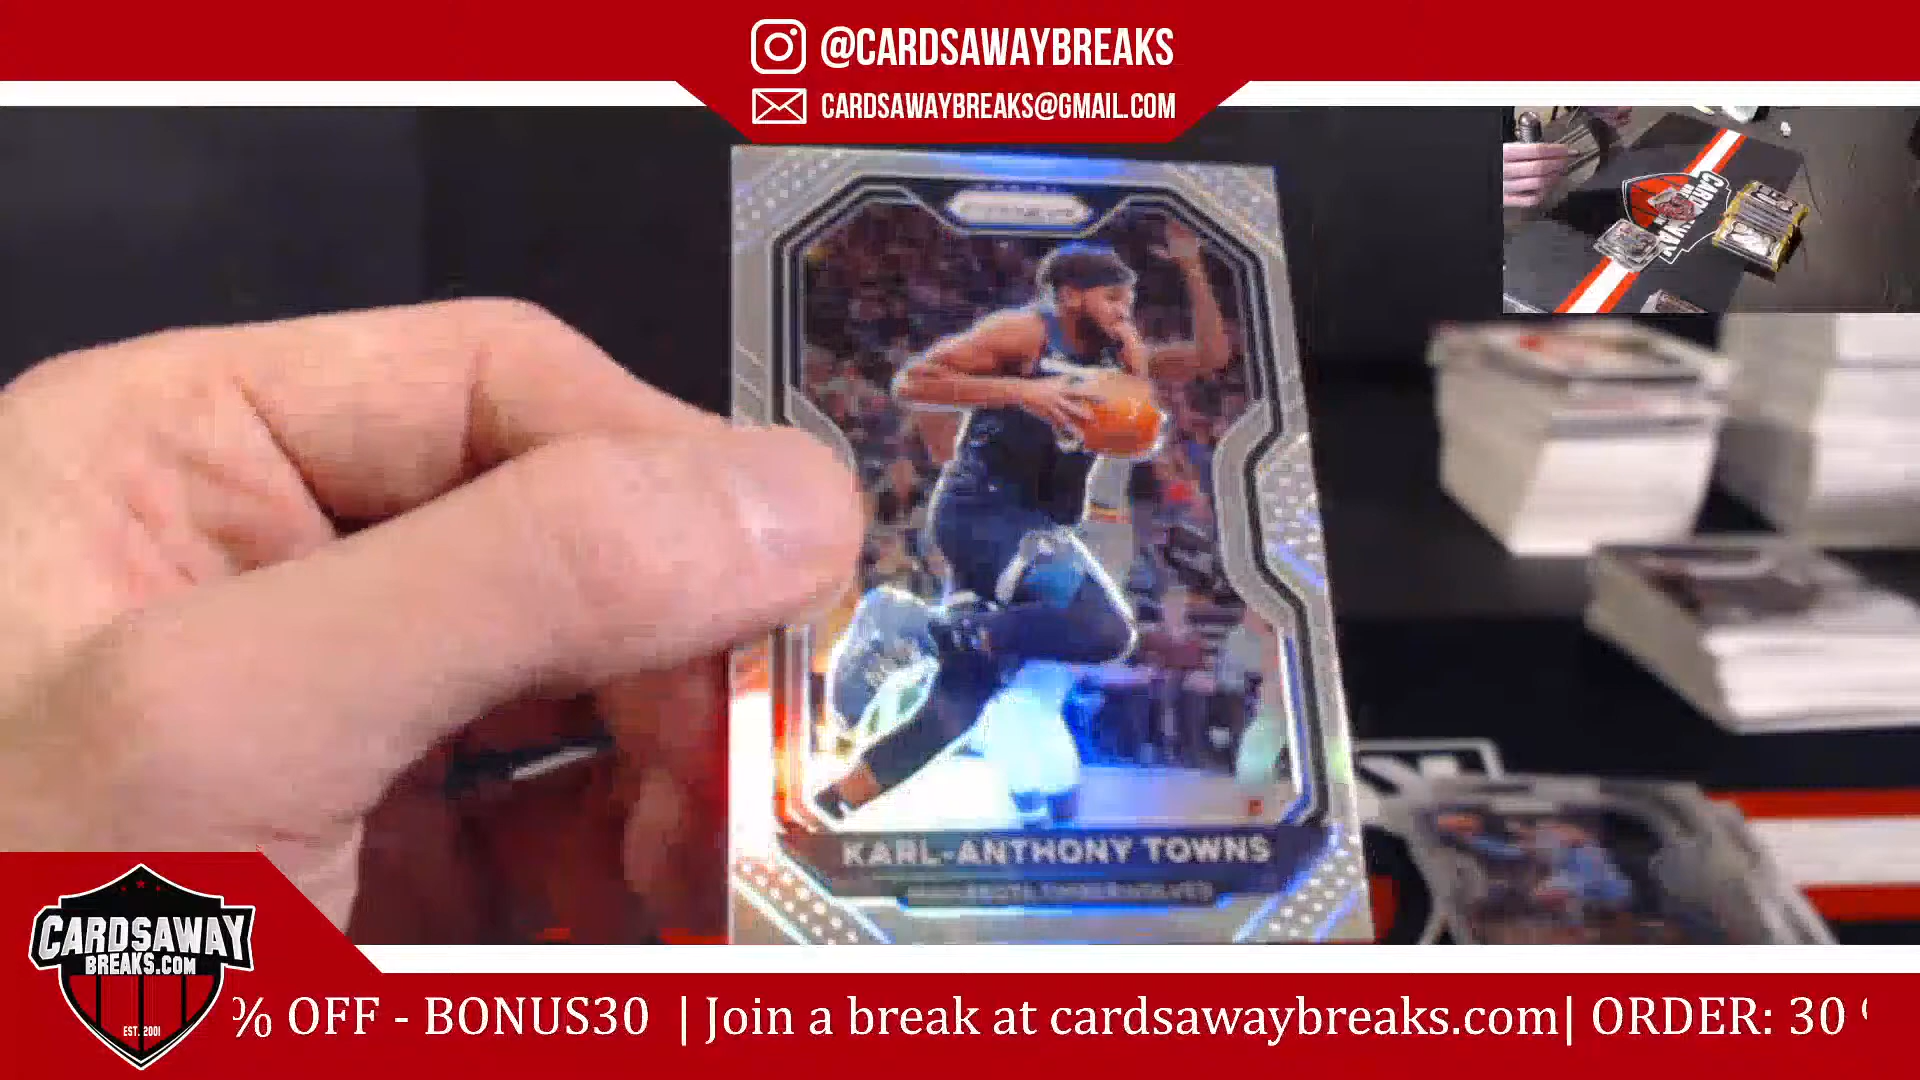 @CARDSAWAYBREAKS
CARDSAWAYBREAKS@GMAIL.COM
KARL-ANTHONY TOWNS
CARDSAWAY
BREAKS.COM
EST. 2001
% OFF - BONUS30 | Join a break at cardsawaybreaks.com| ORDER: 30